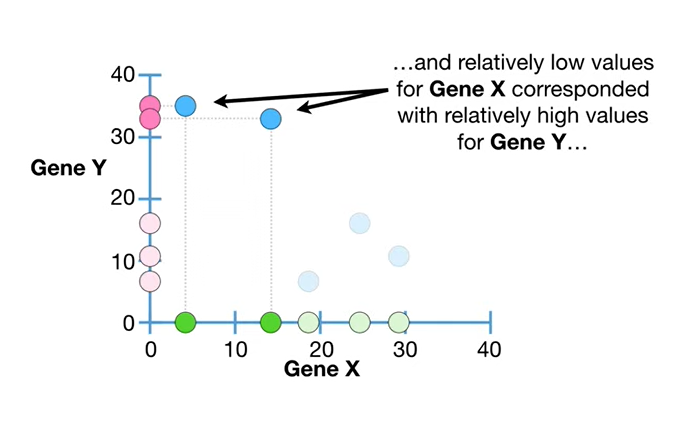 …and relatively low values
for Gene X corresponded
with relatively high values
for Gene Y…
40
30
Gene Y
20
10
0
0 10 20 30 40
Gene X